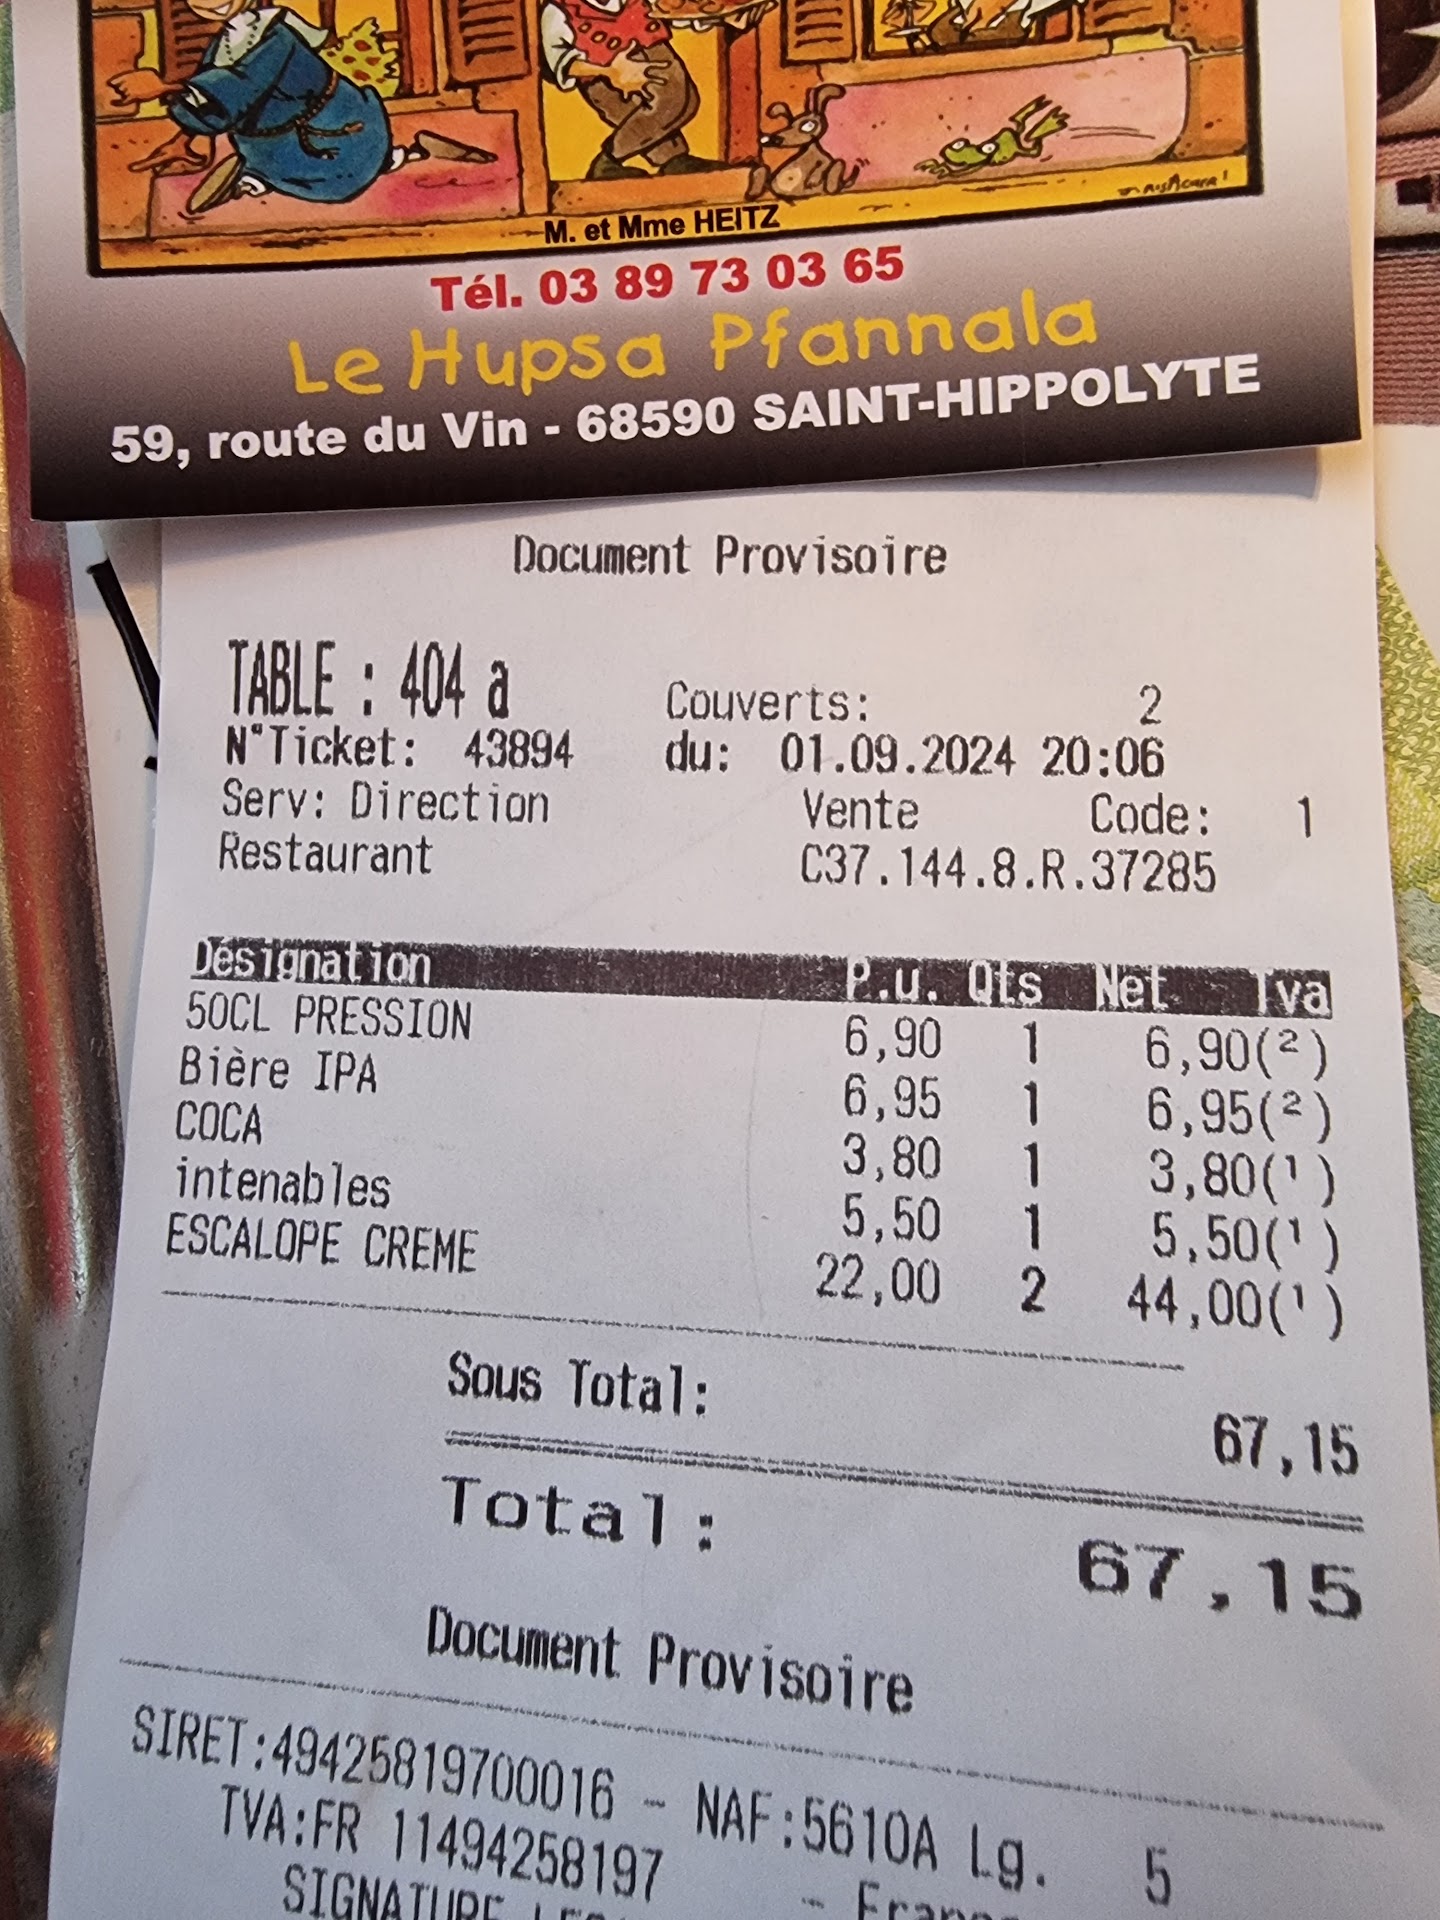 M. et Mme HEITZ
Tél. 03 89 73 03 65
Le Hupsa Pfannala
59, route du Vin - 68590 SAINT-HIPPOLYTE
Document Provisoire
TABLE : 404 a Couverts: 2
N°Ticket: 43894 du: 01.09.2024 20:06
Serv: Direction Vente Code: 1
Restaurant C37.144.8.R.37285
Désignation P.u. Qts Net Tva
50CL PRESSION 6,90 1 6,90(²)
Bière IPA 6,95 1 6,95(²)
COCA 3,80 1 3,80(¹)
intenables 5,50 1 5,50(¹)
ESCALOPE CREME 22,00 2 44,00(¹)
Sous Total: 67,15
Total: 67,15
Document Provisoire
SIRET:49425819700016 - NAF:5610A Lg. 5
TVA:FR 11494258197 - France
SIGNATURE